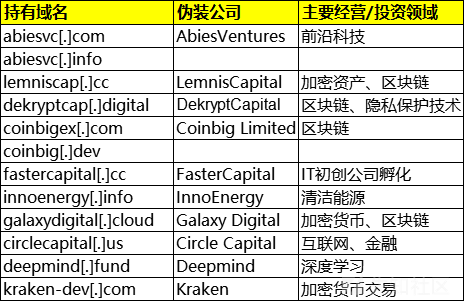 持有域名 伪装公司 主要经营/投资领域
abiesvc[.]com AbiesVentures 前沿科技
abiesvc[.]info
lemniscap[.]cc LemnisCapital 加密资产、区块链
dekryptcap[.]digital DekryptCapital 区块链、隐私保护技术
coinbigex[.]com Coinbig Limited 区块链
coinbig[.]dev
fastercapital[.]cc FasterCapital IT初创公司孵化
innoenergy[.]info InnoEnergy 清洁能源
galaxydigital[.]cloud Galaxy Digital 加密货币、区块链
circlecapital[.]us Circle Capital 互联网、金融
deepmind[.]fund Deepmind 深度学习
kraken-dev[.]com Kraken 加密货币交易